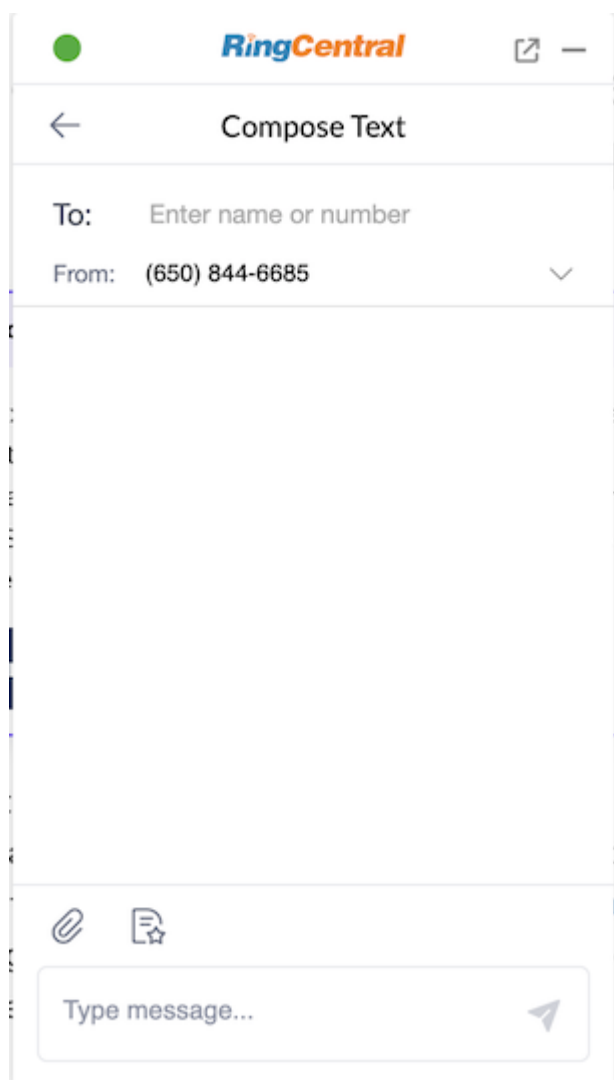 RingCentral
Compose Text
To: Enter name or number
From: (650) 844-6685
Type message...